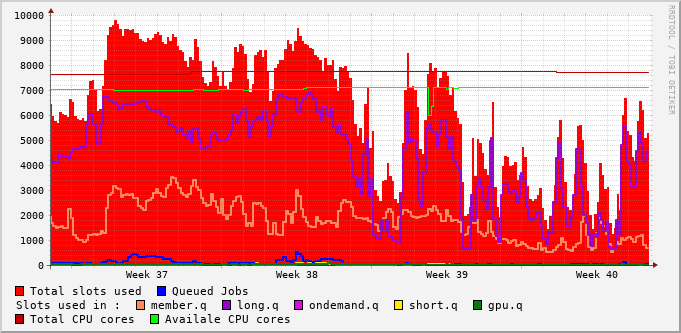 10000
9000
8000
7000
6000
5000
4000
3000
2000
1000
0
Week 37 Week 38 Week 39 Week 40
Total slots used Queued Jobs
Slots used in : member.q long.q ondemand.q short.q gpu.q
Total CPU cores Availale CPU cores
RRDTOOL / TOBI OETIKER